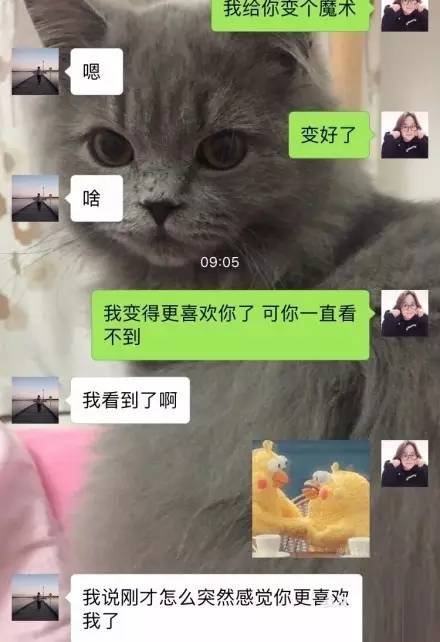 我给你变个魔术
嗯
变好了
啥
09:05
我变得更喜欢你了 可你一直看
不到
我看到了啊
我说刚才怎么突然感觉你更喜欢
我了